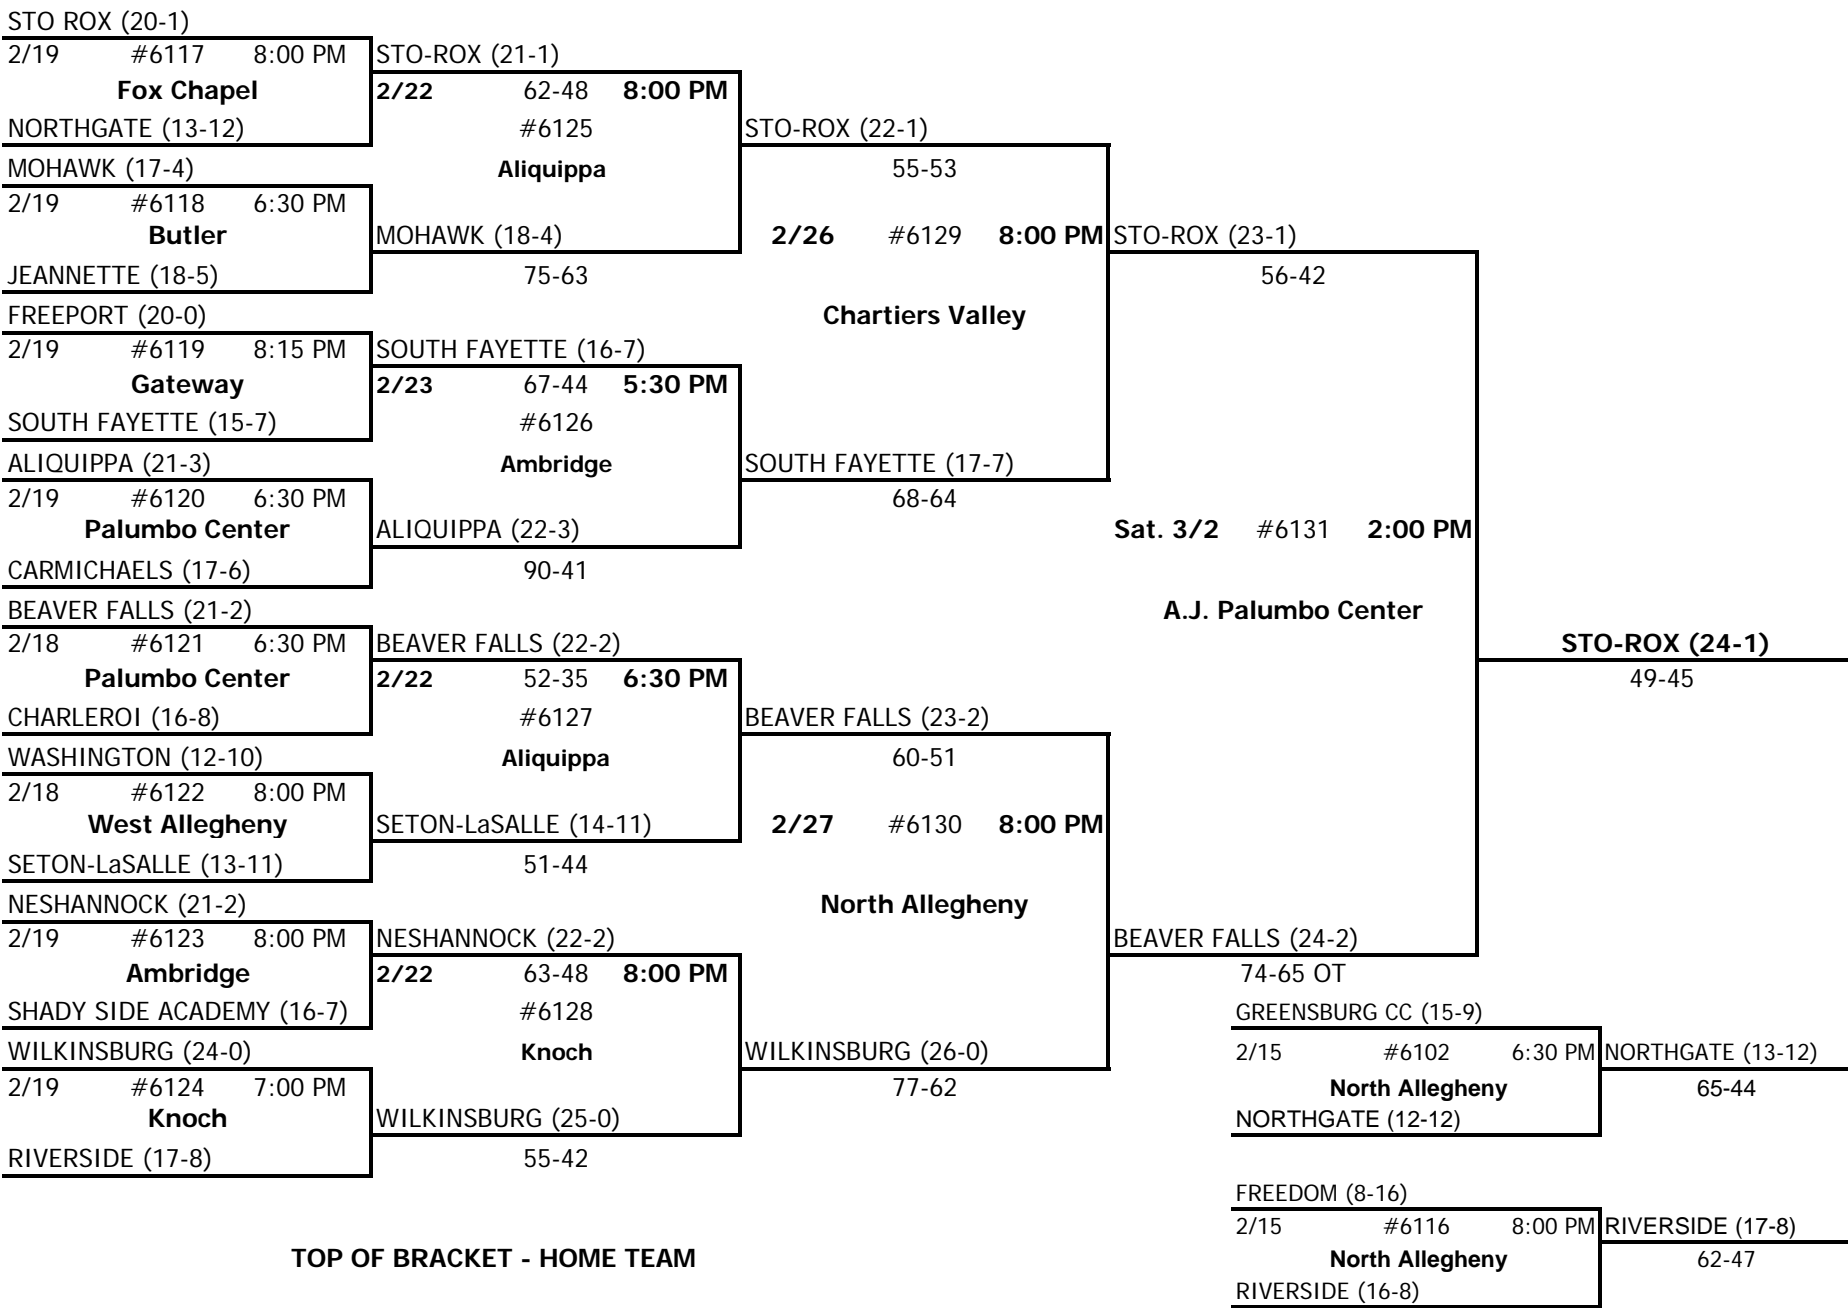 STO ROX (20-1)
2/19 #6117 8:00 PM
Fox Chapel
NORTHGATE (13-12)
MOHAWK (17-4)
2/19 #6118 6:30 PM
Butler
JEANNETTE (18-5)
FREEPORT (20-0)
2/19 #6119 8:15 PM
Gateway
SOUTH FAYETTE (15-7)
ALIQUIPPA (21-3)
2/19 #6120 6:30 PM
Palumbo Center
CARMICHAELS (17-6)
BEAVER FALLS (21-2)
2/18 #6121 6:30 PM
Palumbo Center
CHARLEROI (16-8)
WASHINGTON (12-10)
2/18 #6122 8:00 PM
West Allegheny
SETON-LaSALLE (13-11)
NESHANNOCK (21-2)
2/19 #6123 8:00 PM
Ambridge
SHADY SIDE ACADEMY (16-7)
WILKINSBURG (24-0)
2/19 #6124 7:00 PM
Knoch
RIVERSIDE (17-8)
STO-ROX (21-1)
2/22 62-48 8:00 PM
#6125
Aliquippa
MOHAWK (18-4)
75-63
SOUTH FAYETTE (16-7)
2/23 67-44 5:30 PM
#6126
Ambridge
ALIQUIPPA (22-3)
90-41
BEAVER FALLS (22-2)
2/22 52-35 6:30 PM
#6127
Aliquippa
SETON-LaSALLE (14-11)
51-44
NESHANNOCK (22-2)
2/22 63-48 8:00 PM
#6128
Knoch
WILKINSBURG (25-0)
55-42
STO-ROX (22-1)
55-53
2/26 #6129 8:00 PM
Chartiers Valley
SOUTH FAYETTE (17-7)
68-64
BEAVER FALLS (23-2)
60-51
2/27 #6130 8:00 PM
North Allegheny
WILKINSBURG (26-0)
77-62
STO-ROX (23-1)
56-42
Sat. 3/2 #6131 2:00 PM
A.J. Palumbo Center
BEAVER FALLS (24-2)
74-65 OT
STO-ROX (24-1)
49-45
GREENSBURG CC (15-9)
2/15 #6102 6:30 PM
North Allegheny
NORTHGATE (12-12)
NORTHGATE (13-12)
65-44
FREEDOM (8-16)
2/15 #6116 8:00 PM
North Allegheny
RIVERSIDE (16-8)
RIVERSIDE (17-8)
62-47
TOP OF BRACKET - HOME TEAM